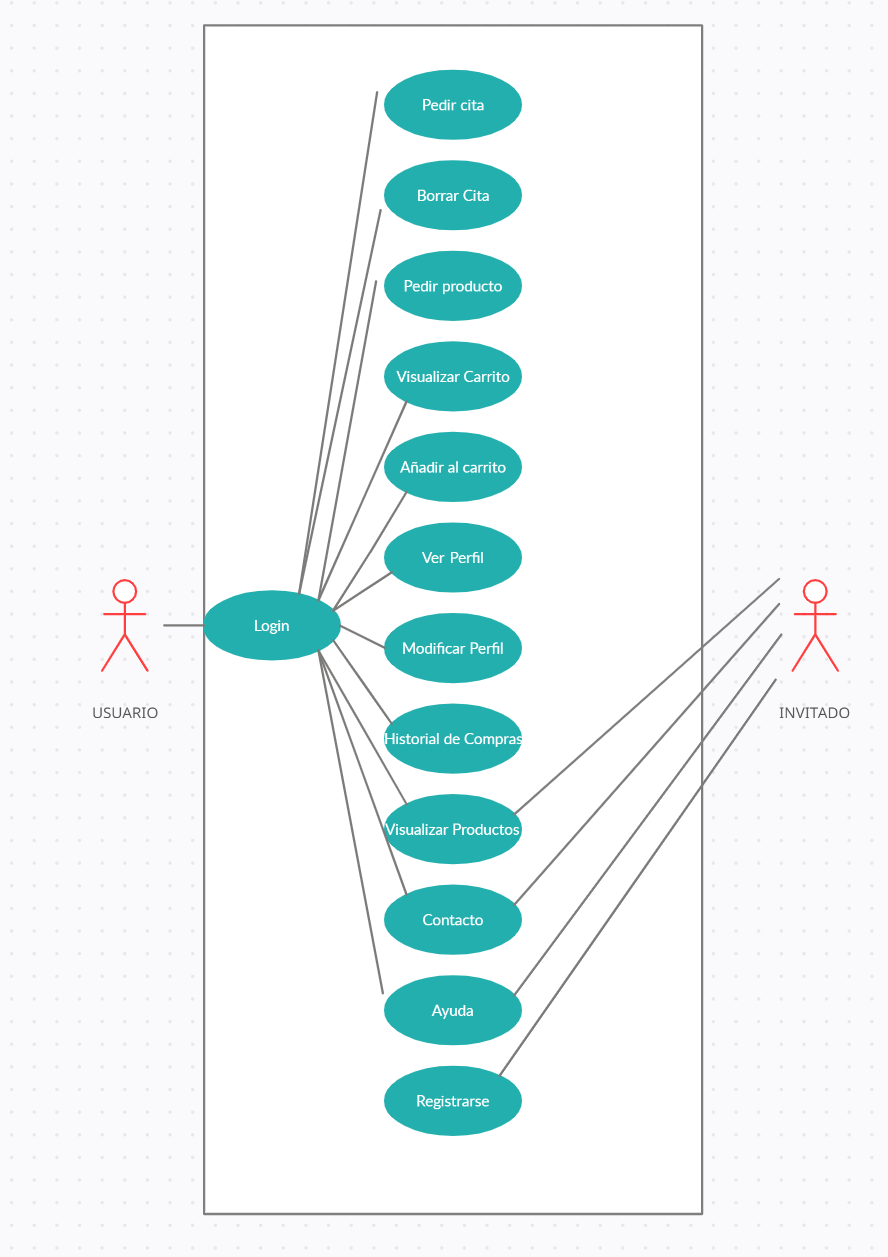 Pedir cita
Borrar Cita
Pedir producto
Visualizar Carrito
Añadir al carrito
Ver Perfil
Login
Modificar Perfil
USUARIO
INVITADO
Historial de Compras
Visualizar Productos
Contacto
Ayuda
Registrarse